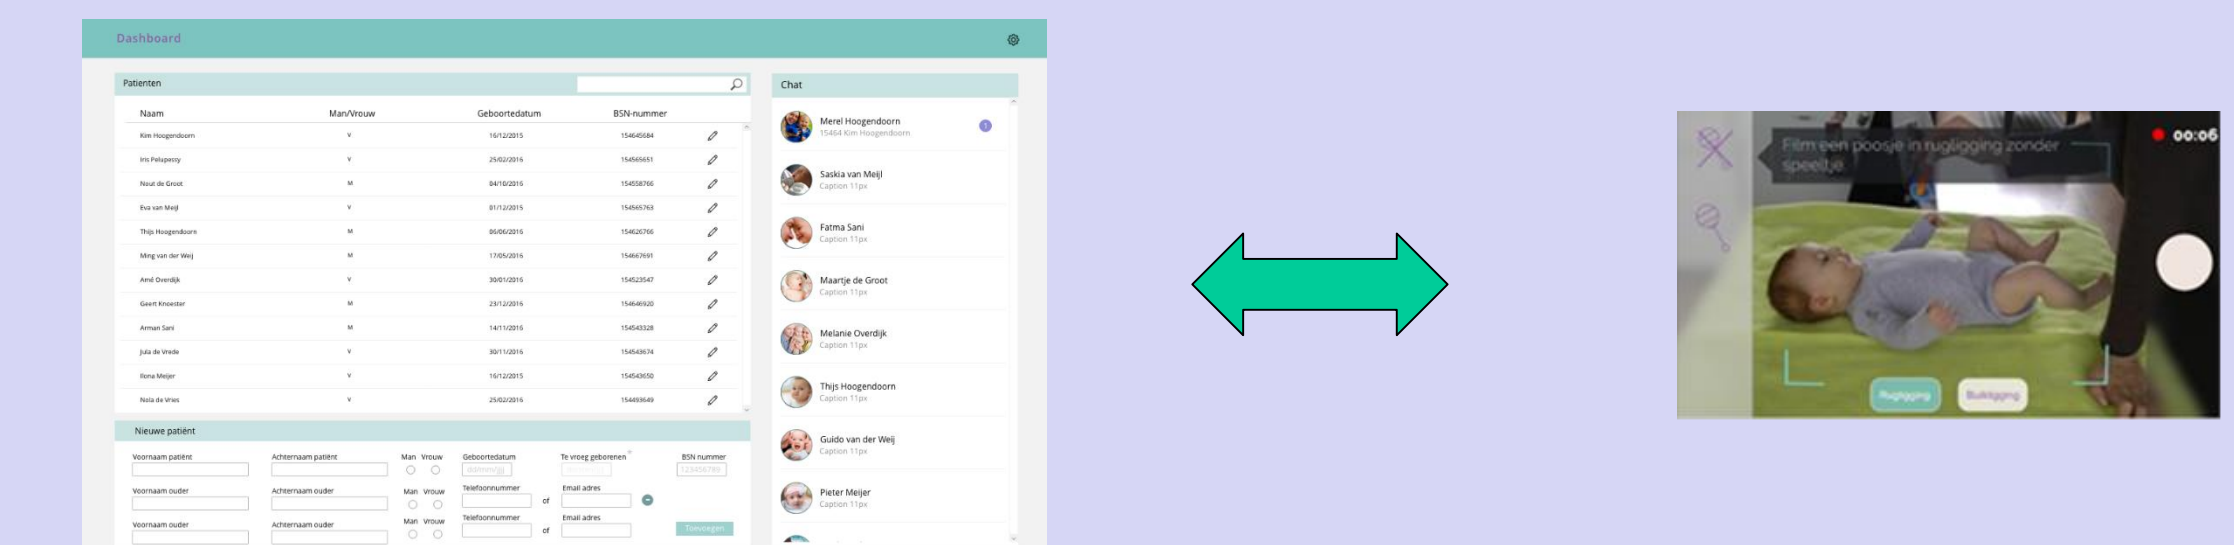 Dashboard
Patienten
Naam Man/Vrouw Geboortedatum BSN-nummer
Kim Hoogendoorn V 16/12/2015 154645684
Iris Pelupessy V 25/02/2016 154565651
Nout de Groot M 04/10/2016 154558766
Eva van Meijl V 01/12/2015 154565763
Thijs Hoogendoorn M 06/06/2016 154626766
Ming van der Weij M 17/05/2016 154667691
Amé Overdijk V 30/01/2016 154523547
Geert Knoester M 23/12/2016 154646920
Arman Sani M 14/11/2016 154543328
Jula de Vrede V 30/11/2016 154543674
Ilona Meijer V 16/12/2015 154543650
Nola de Vries V 25/02/2016 154493649
Nieuwe patiënt
Voornaam patiënt Achternaam patiënt Man Vrouw Geboortedatum Te vroeg geborenen * BSN nummer
dd/mm/jj 123456789
Voornaam ouder Achternaam ouder Man Vrouw Telefoonnummer of Email adres
Voornaam ouder Achternaam ouder Man Vrouw Telefoonnummer of Email adres
Toevoegen
Chat
Merel Hoogendoorn
15464 Kim Hoogendoorn
1
Saskia van Meijl
Caption 11px
Fatma Sani
Caption 11px
Maartje de Groot
Caption 11px
Melanie Overdijk
Caption 11px
Thijs Hoogendoorn
Caption 11px
Guido van der Weij
Caption 11px
Pieter Meijer
Caption 11px
Film een poosje in rugligging zonder
speeltje.
00:06
Rugligging Buikligging